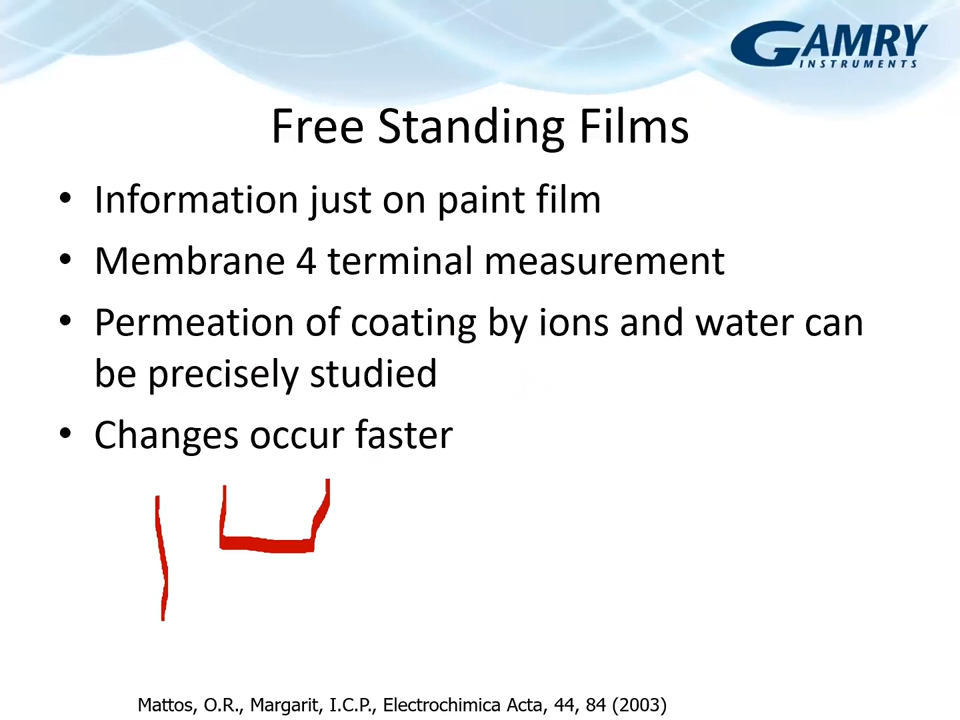 GAMRY
INSTRUMENTS
Free Standing Films
• Information just on paint film
• Membrane 4 terminal measurement
• Permeation of coating by ions and water can
be precisely studied
• Changes occur faster
Mattos, O.R., Margarit, I.C.P., Electrochimica Acta, 44, 84 (2003)